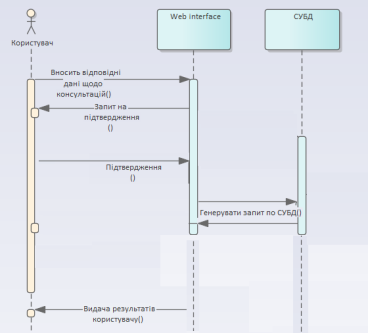 Web Interface
СУБД
Користувач
Вносить відповідні
дані щодо
консультацій()
Запит на
підтвердження
()
Підтвердження
()
Генерувати запит по СУБД()
Видача результатів
користувачу()